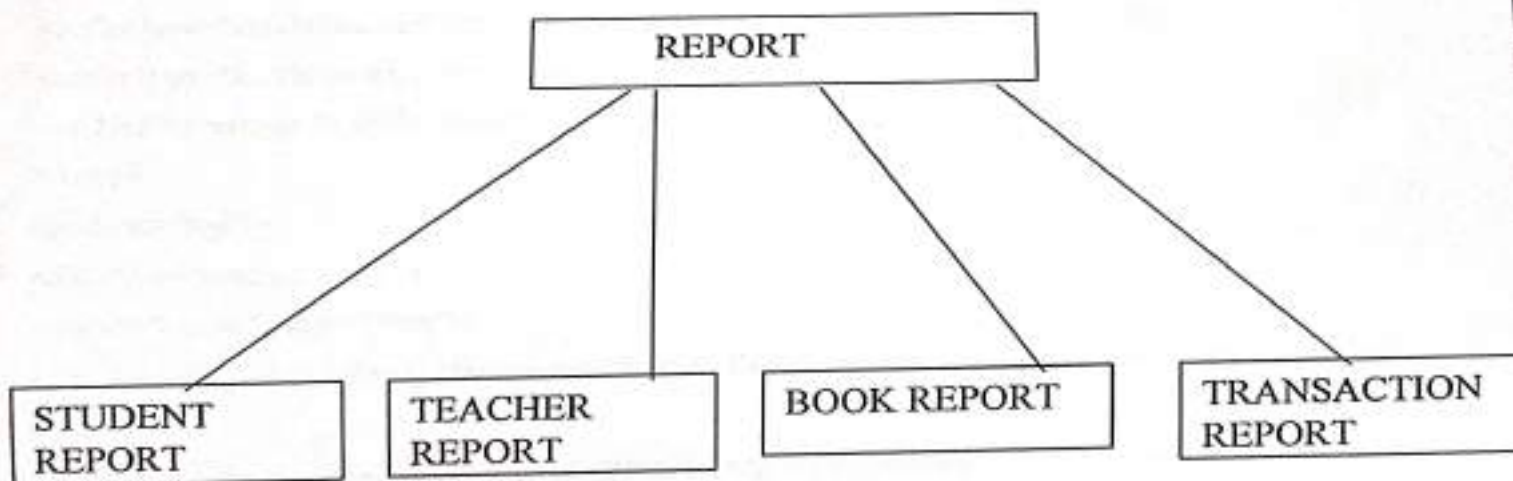 REPORT
STUDENT
REPORT
TEACHER
REPORT
BOOK REPORT
TRANSACTION
REPORT